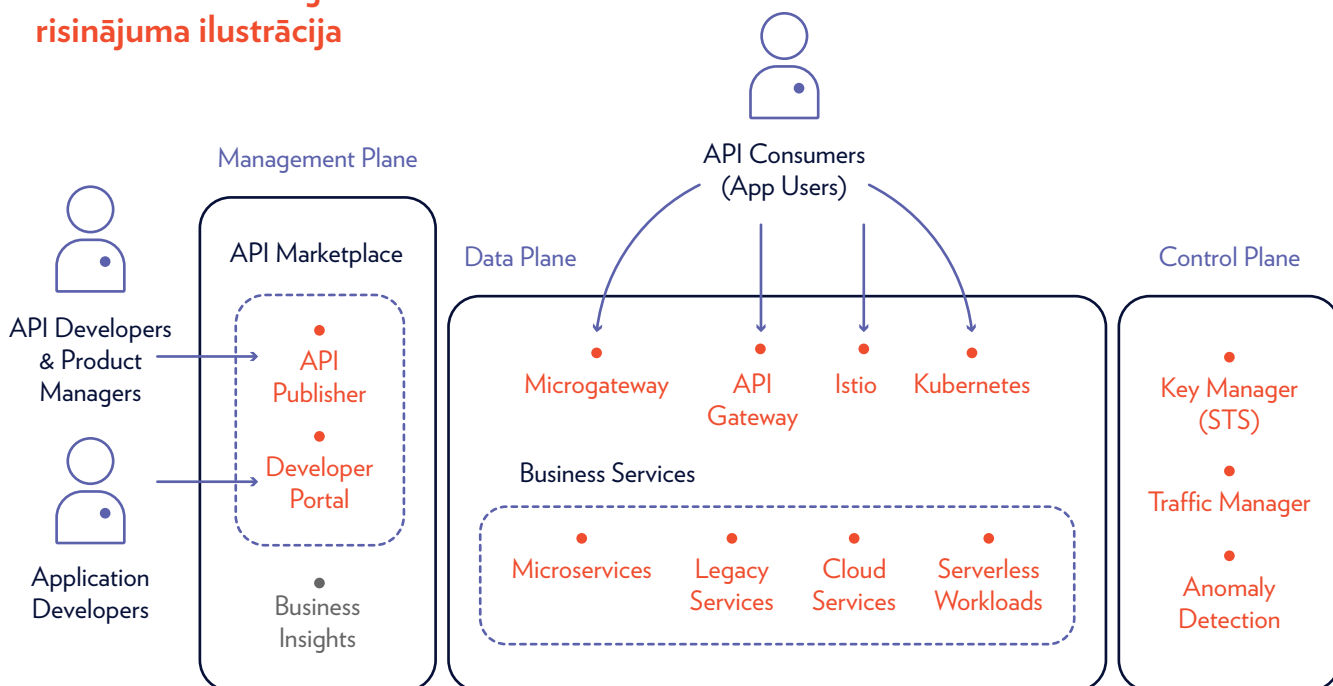 risinājuma ilustrācija
API Consumers
(App Users)
Management Plane
API Marketplace
Data Plane
Control Plane
API Developers
& Product
Managers
API
Publisher
Developer
Portal
Application
Developers
Business
Insights
Microgateway
API
Gateway
Istio
Kubernetes
Business Services
Microservices
Legacy
Services
Cloud
Services
Serverless
Workloads
Key Manager
(STS)
Traffic Manager
Anomaly
Detection